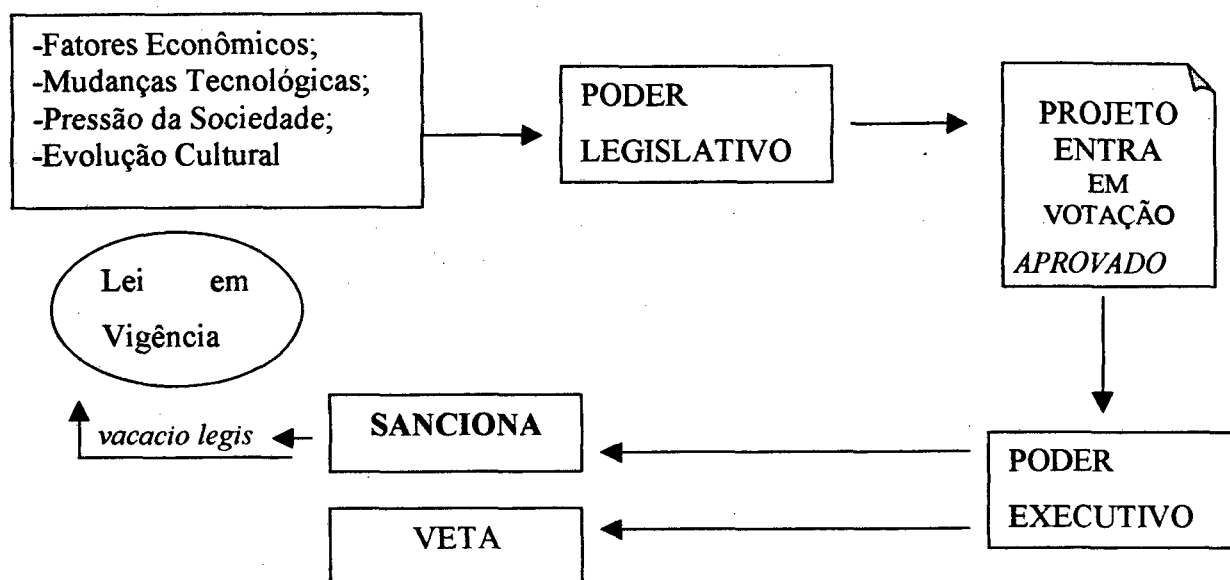 -Fatores Econômicos;
-Mudanças Tecnológicas;
-Pressão da Sociedade;
-Evolução Cultural
PODER
LEGISLATIVO
PROJETO
ENTRA
EM
VOTAÇÃO
APROVADO
PODER
EXECUTIVO
SANCIONA
VETA
vacacio legis
Lei em
Vigência